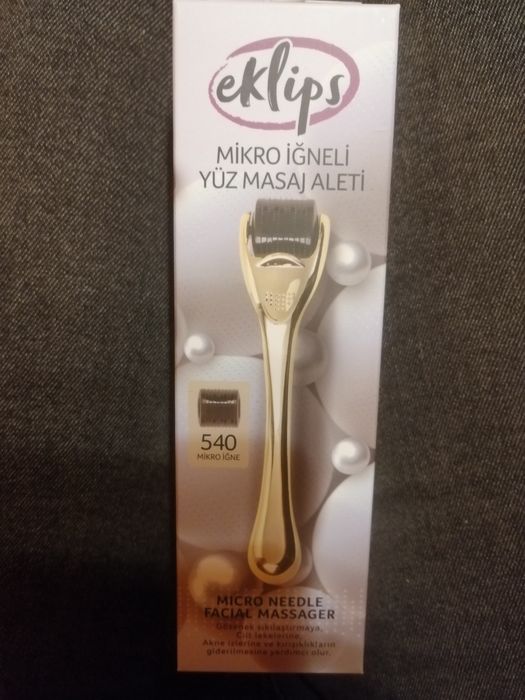 eklips
MİKRO İĞNELİ
YÜZ MASAJ ALETİ
540
MİKRO İĞNE
MICRO NEEDLE
FACIAL MASSAGER
Gözenek sıkılaştırmaya,
Cilt lekelerine,
Akne izlerine ve kırışıklıkların
giderilmesine yardımcı olur.